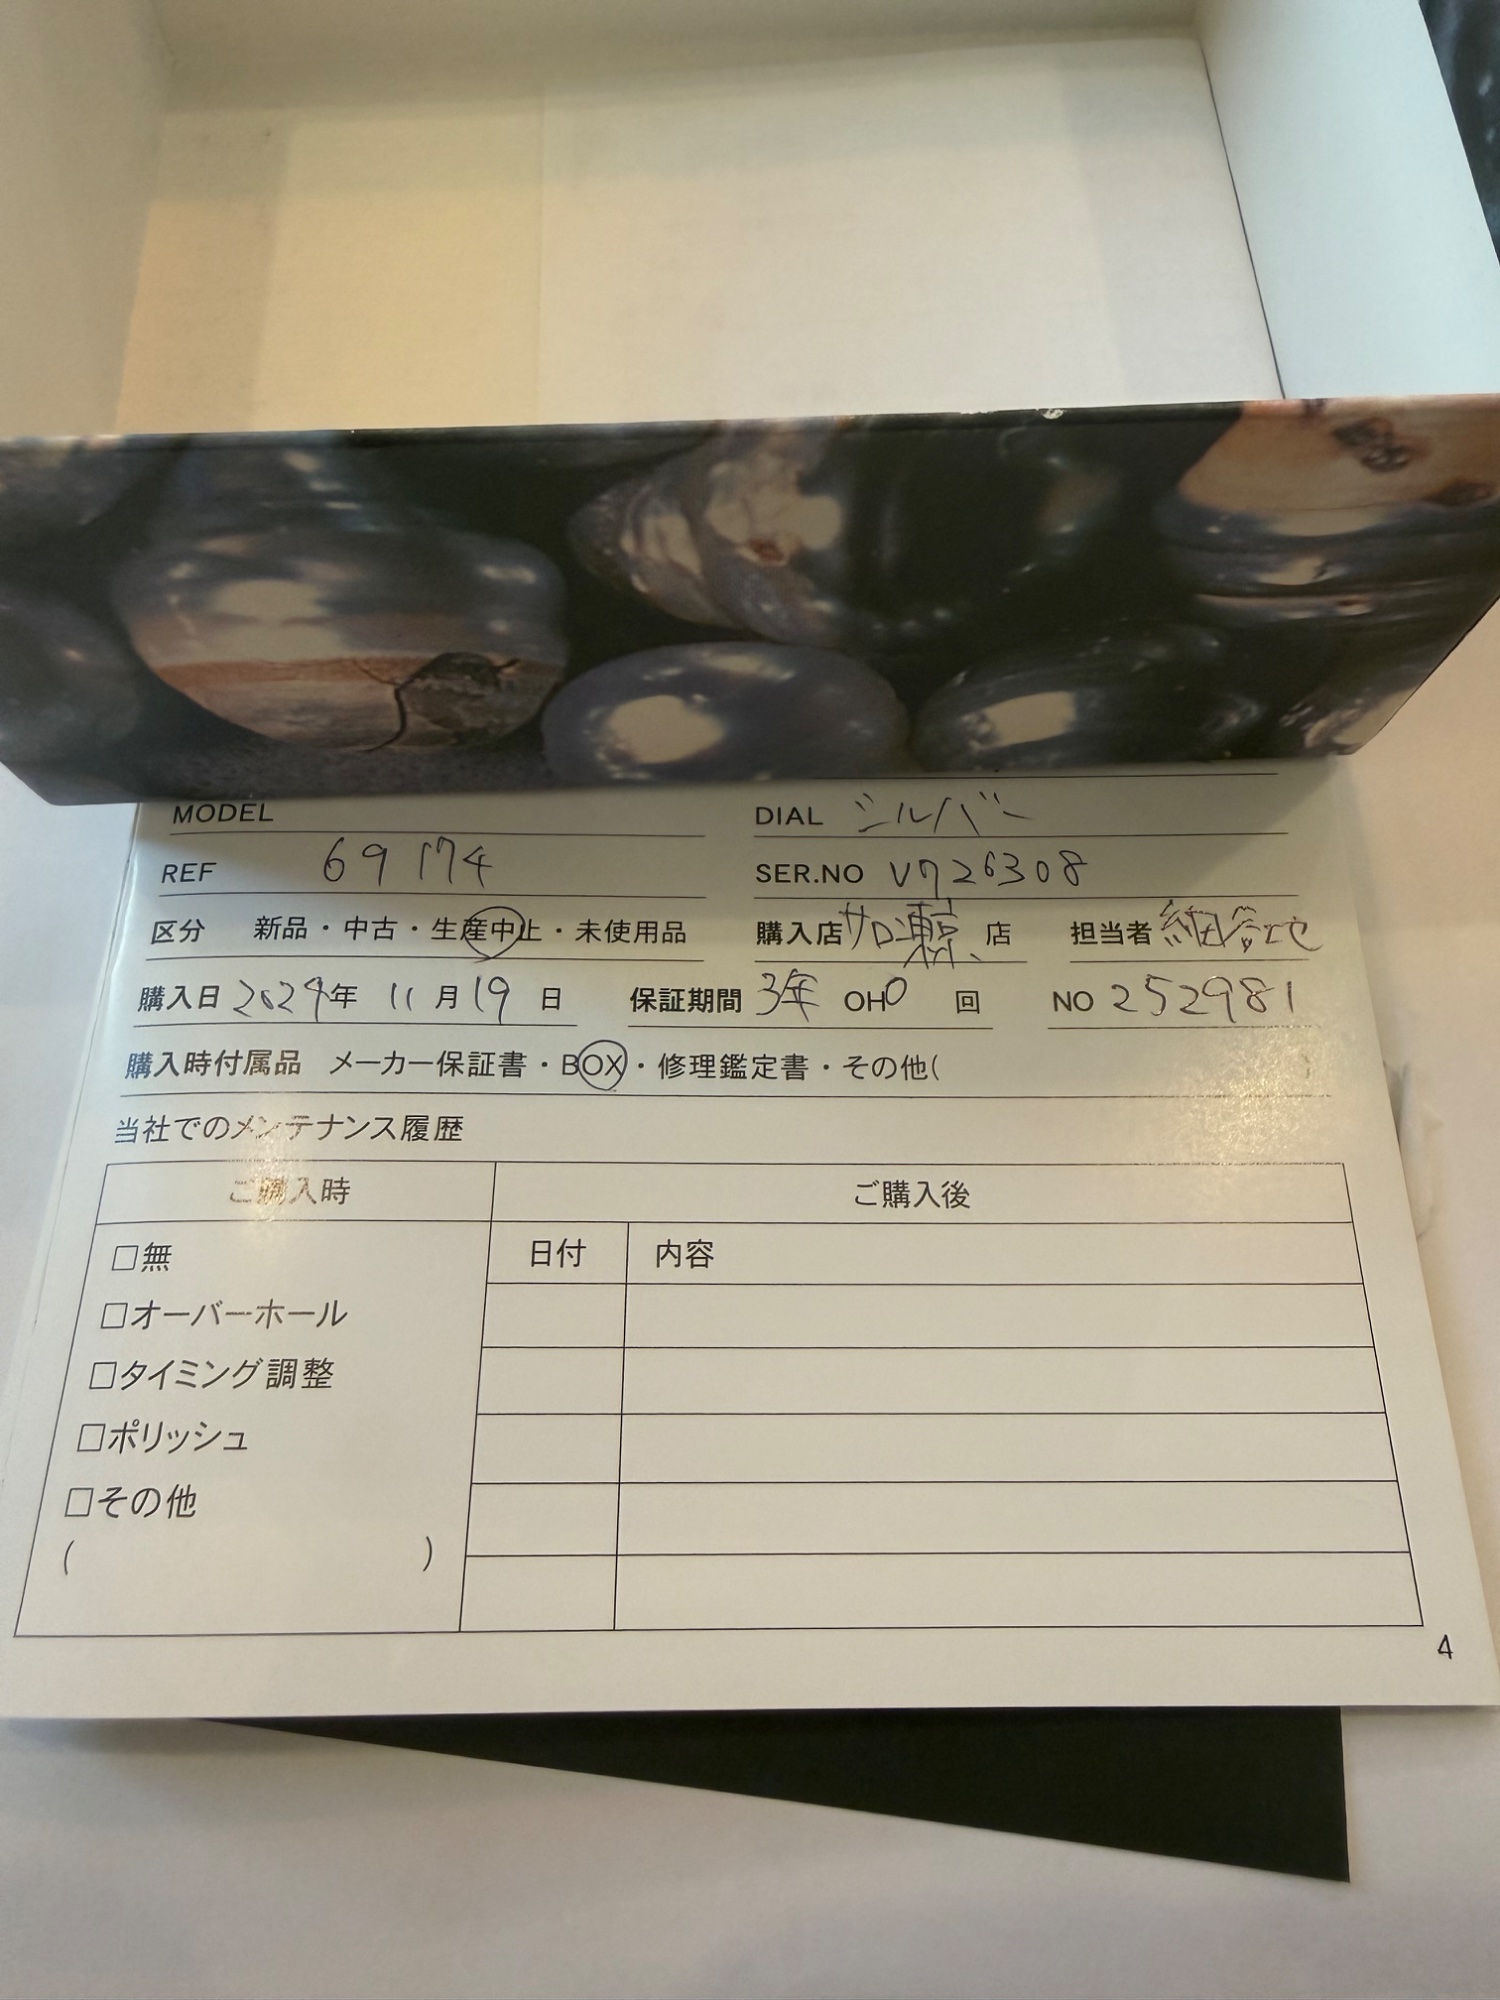 MODEL DIAL シルバー
REF 69174 SER.NO V726308
区分 新品・中古・生産中止・未使用品 購入店 サロン 店 担当者
購入日 2024年 11月19日 保証期間 3年 OH0 回 NO 252981
購入時付属品 メーカー保証書・BOX・修理鑑定書・その他( )
当社でのメンテナンス履歴
ご購入時 ご購入後
□無 日付 内容
□オーバーホール
□タイミング調整
□ポリッシュ
□その他
( )
4